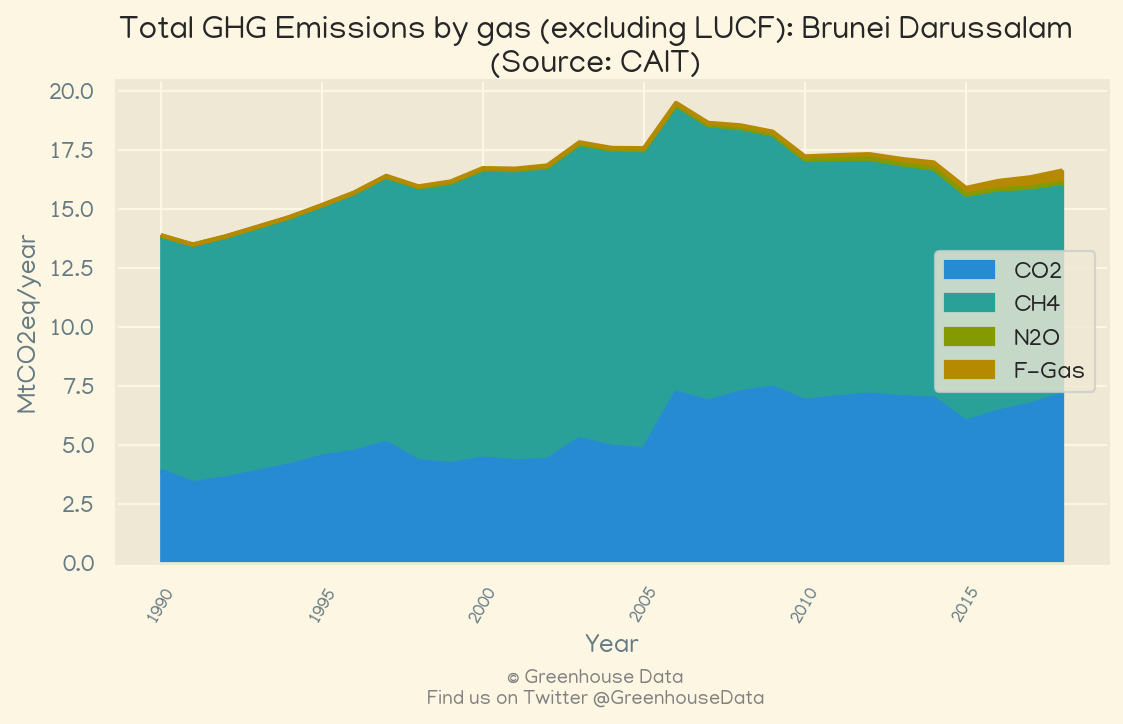 Total GHG Emissions by gas (excluding LUCF): Brunei Darussalam
(Source: CAIT)
MtCO2eq/year
20.0
17.5
15.0
12.5
10.0
7.5
5.0
2.5
0.0
CO2
CH4
N2O
F-Gas
1990
1995
2000
2005
2010
2015
Year
© Greenhouse Data
Find us on Twitter @GreenhouseData